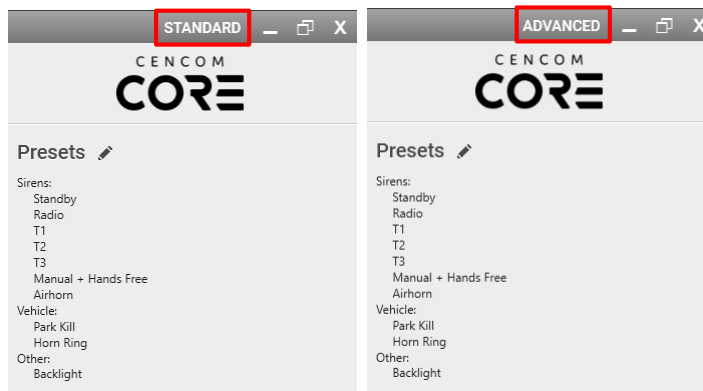 STANDARD X
CENCOM
CORE
Presets
Sirens:
Standby
Radio
T1
T2
T3
Manual + Hands Free
Airhorn
Vehicle:
Park Kill
Horn Ring
Other:
Backlight
ADVANCED X
CENCOM
CORE
Presets
Sirens:
Standby
Radio
T1
T2
T3
Manual + Hands Free
Airhorn
Vehicle:
Park Kill
Horn Ring
Other:
Backlight